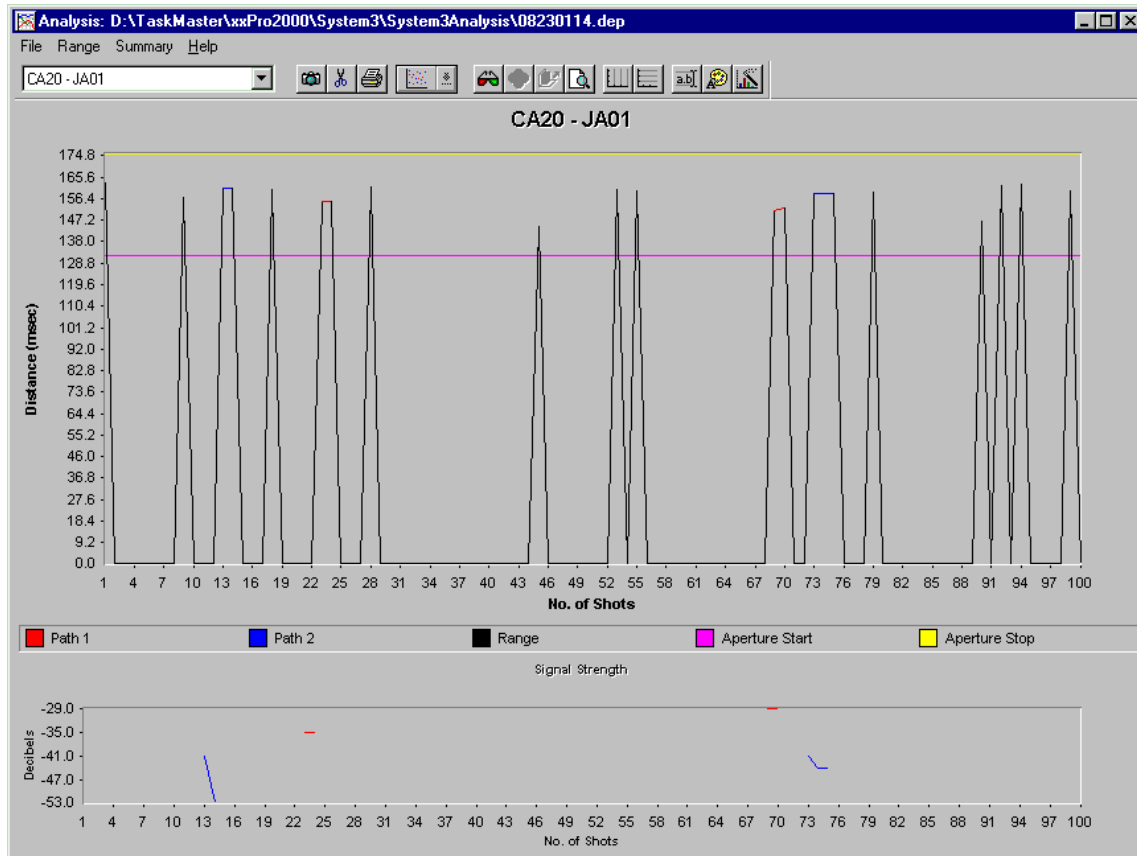 Analysis: D:\TaskMaster\xxPro2000\System3\System3Analysis\08230114.dep
File Range Summary Help
CA20 - JA01
a.b
CA20 - JA01
174.8
165.6
156.4
147.2
138.0
128.8
119.6
110.4
101.2
92.0
82.8
73.6
64.4
55.2
46.0
36.8
27.6
18.4
9.2
0.0
Distance (msec)
1 4 7 10 13 16 19 22 25 28 31 34 37 40 43 46 49 52 55 58 61 64 67 70 73 76 79 82 85 88 91 94 97 100
No. of Shots
Path 1 Path 2 Range Aperture Start Aperture Stop
Signal Strength
-29.0
-35.0
-41.0
-47.0
-53.0
Decibels
1 4 7 10 13 16 19 22 25 28 31 34 37 40 43 46 49 52 55 58 61 64 67 70 73 76 79 82 85 88 91 94 97 100
No. of Shots